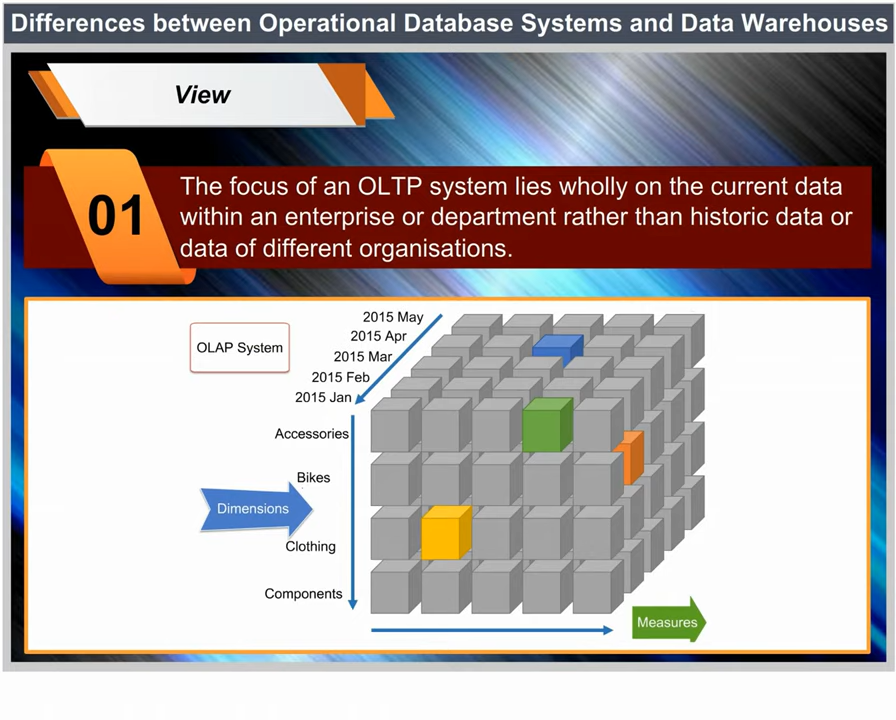 Differences between Operational Database Systems and Data Warehouses
View
01
The focus of an OLTP system lies wholly on the current data
within an enterprise or department rather than historic data or
data of different organisations.
OLAP System
2015 May
2015 Apr
2015 Mar
2015 Feb
2015 Jan
Accessories
Bikes
Dimensions
Clothing
Components
Measures